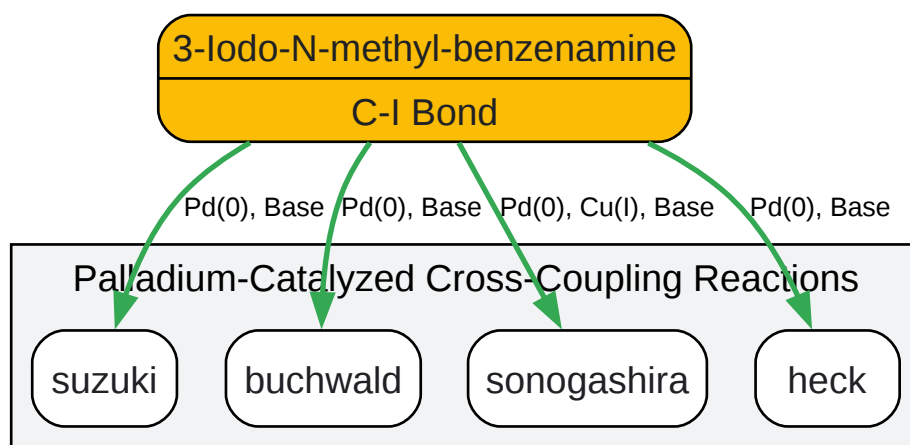 3-Iodo-N-methyl-benzenamine
C-I Bond
Pd(0), Base
Pd(0), Base
Pd(0), Cu(I), Base
Pd(0), Base
Palladium-Catalyzed Cross-Coupling Reactions
suzuki
buchwald
sonogashira
heck